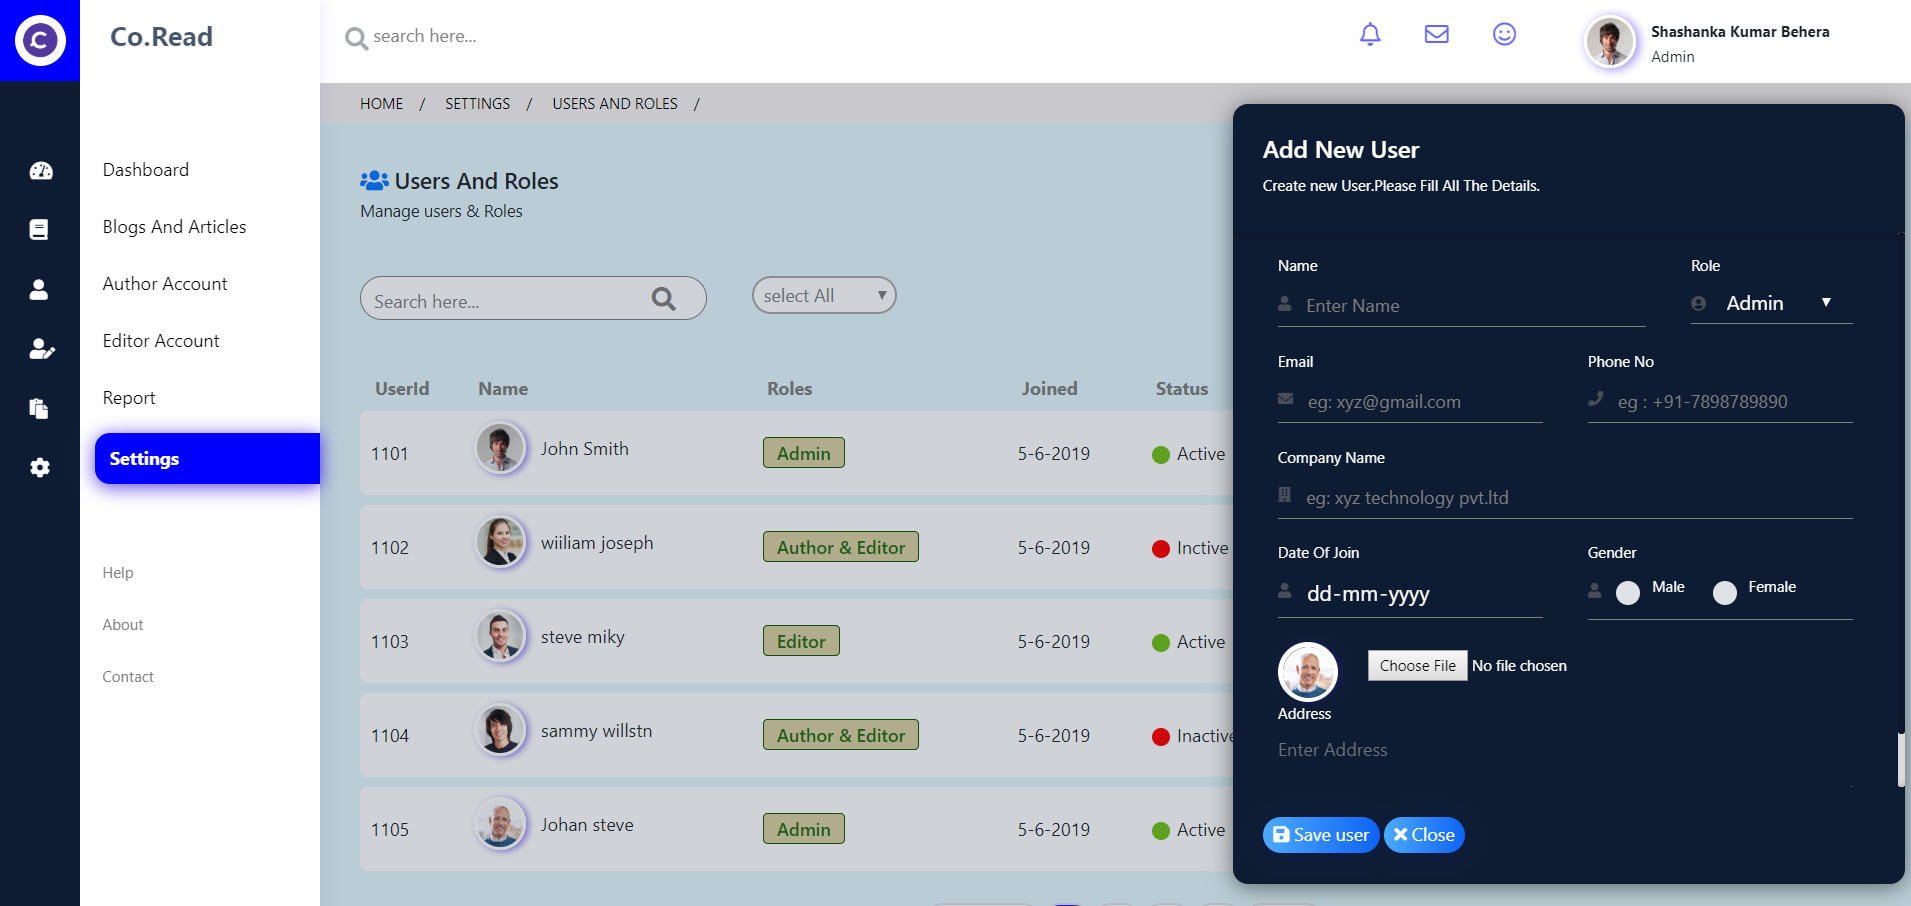 Co.Read
search here...
Shashanka Kumar Behera
Admin
HOME / SETTINGS / USERS AND ROLES /
Dashboard
Blogs And Articles
Author Account
Editor Account
Report
Settings
Help
About
Contact
Users And Roles
Manage users & Roles
Search here...
select All
UserId Name Roles Joined Status
1101 John Smith Admin 5-6-2019 Active
1102 wiiliam joseph Author & Editor 5-6-2019 Inctive
1103 steve miky Editor 5-6-2019 Active
1104 sammy willstn Author & Editor 5-6-2019 Inactive
1105 Johan steve Admin 5-6-2019 Active
Add New User
Create new User.Please Fill All The Details.
Name Role
Enter Name Admin
Email Phone No
eg: xyz@gmail.com eg : +91-7898789890
Company Name
eg: xyz technology pvt.ltd
Date Of Join Gender
dd-mm-yyyy Male Female
Choose File No file chosen
Address
Enter Address
Save user Close